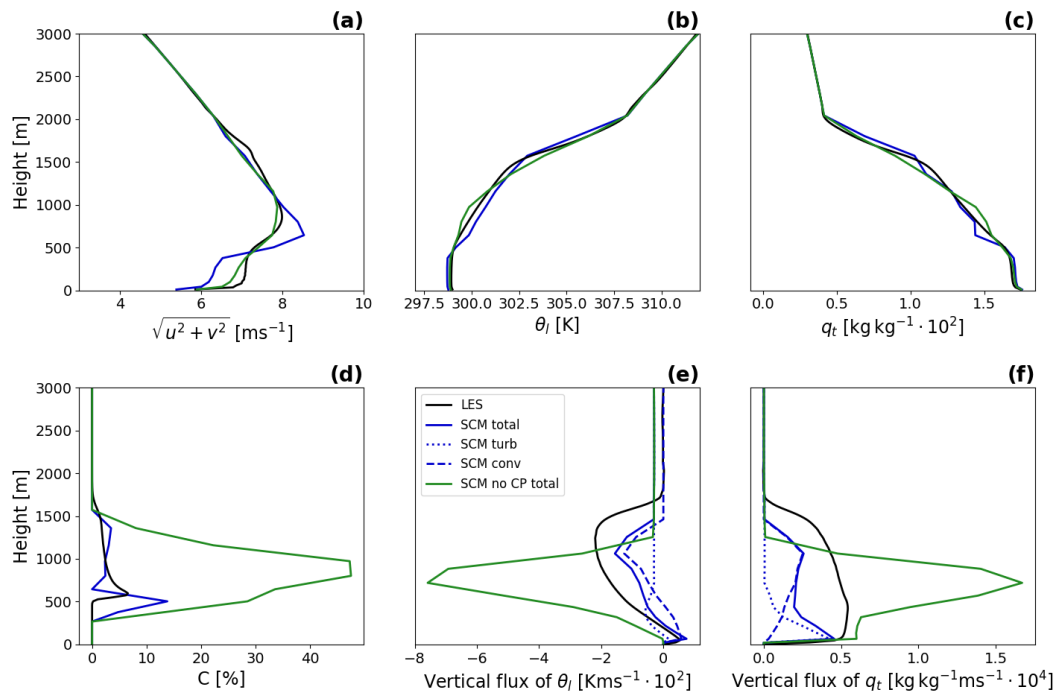 (a) (b) (c)
3000 2500 2000 1500 1000 500 0
Height [m]
4 6 8 10
297.5 300.0 302.5 305.0 307.5 310.0
0.0 0.5 1.0 1.5
√u² + v² [ms⁻¹]
θₗ [K]
qₜ [kg kg⁻¹ · 10²]
(d) (e) (f)
3000 2500 2000 1500 1000 500 0
Height [m]
LES
SCM total
SCM turb
SCM conv
SCM no CP total
0 10 20 30 40
−8 −6 −4 −2 0
0.0 0.5 1.0 1.5
C [%]
Vertical flux of θₗ [Kms⁻¹ · 10²]
Vertical flux of qₜ [kg kg⁻¹ms⁻¹ · 10⁴]